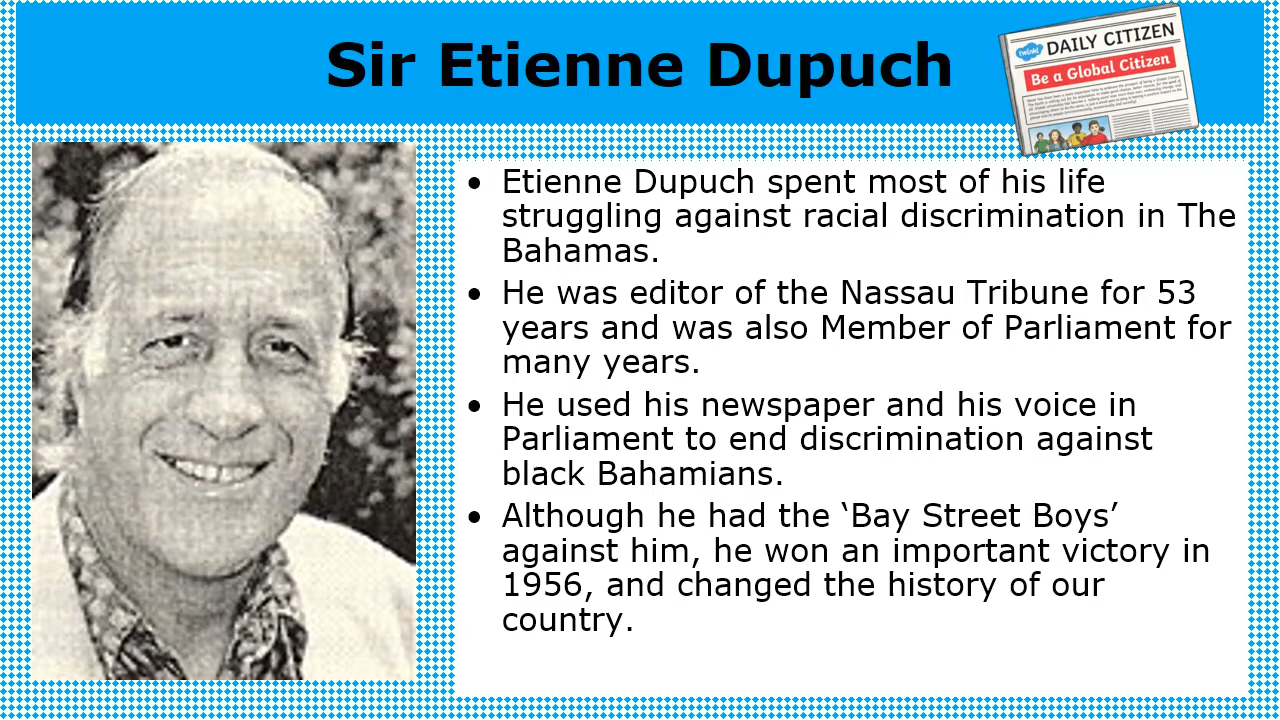 Sir Etienne Dupuch
twinkl
DAILY CITIZEN
Be a Global Citizen
• Etienne Dupuch spent most of his life
struggling against racial discrimination in The
Bahamas.
• He was editor of the Nassau Tribune for 53
years and was also Member of Parliament for
many years.
• He used his newspaper and his voice in
Parliament to end discrimination against
black Bahamians.
• Although he had the ‘Bay Street Boys’
against him, he won an important victory in
1956, and changed the history of our
country.